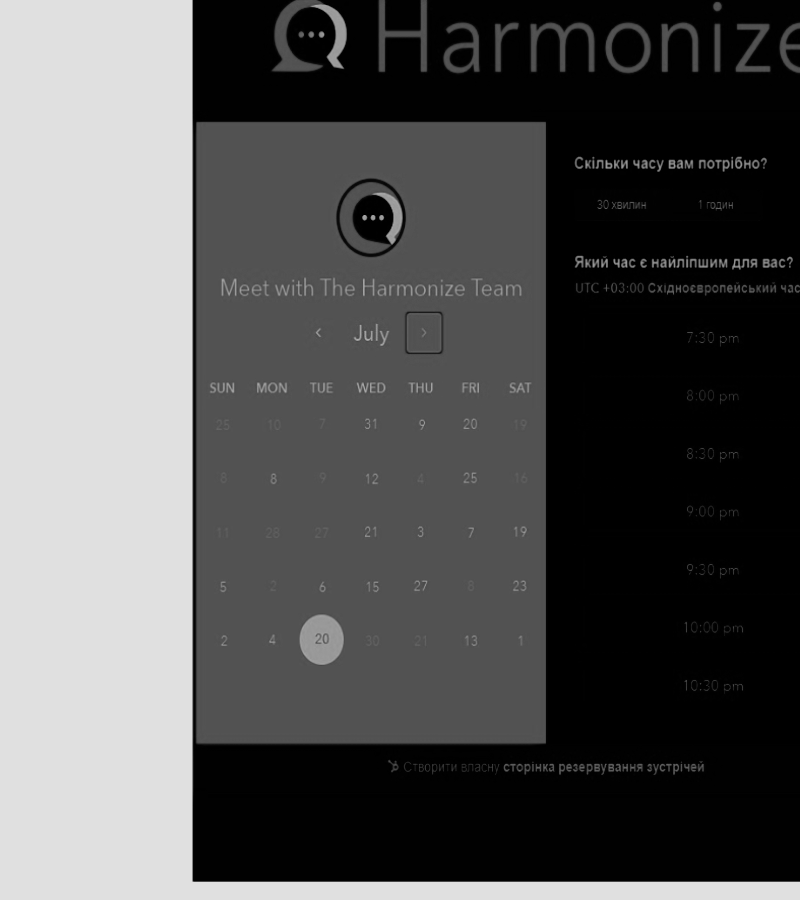 Harmonize
Meet with The Harmonize Team
July
SUN MON TUE WED THU FRI SAT
25 10 7 31 9 20 19
8 8 9 12 4 25 16
11 28 27 21 3 7 19
5 2 6 15 27 8 23
2 4 20 30 21 13 1
Скільки часу вам потрібно?
30 хвилин 1 годин
Який час є найліпшим для вас?
UTC +03:00 Східноєвропейський час
7:30 pm
8:00 pm
8:30 pm
9:00 pm
9:30 pm
10:00 pm
10:30 pm
Створити власну сторінка резервування зустрічей